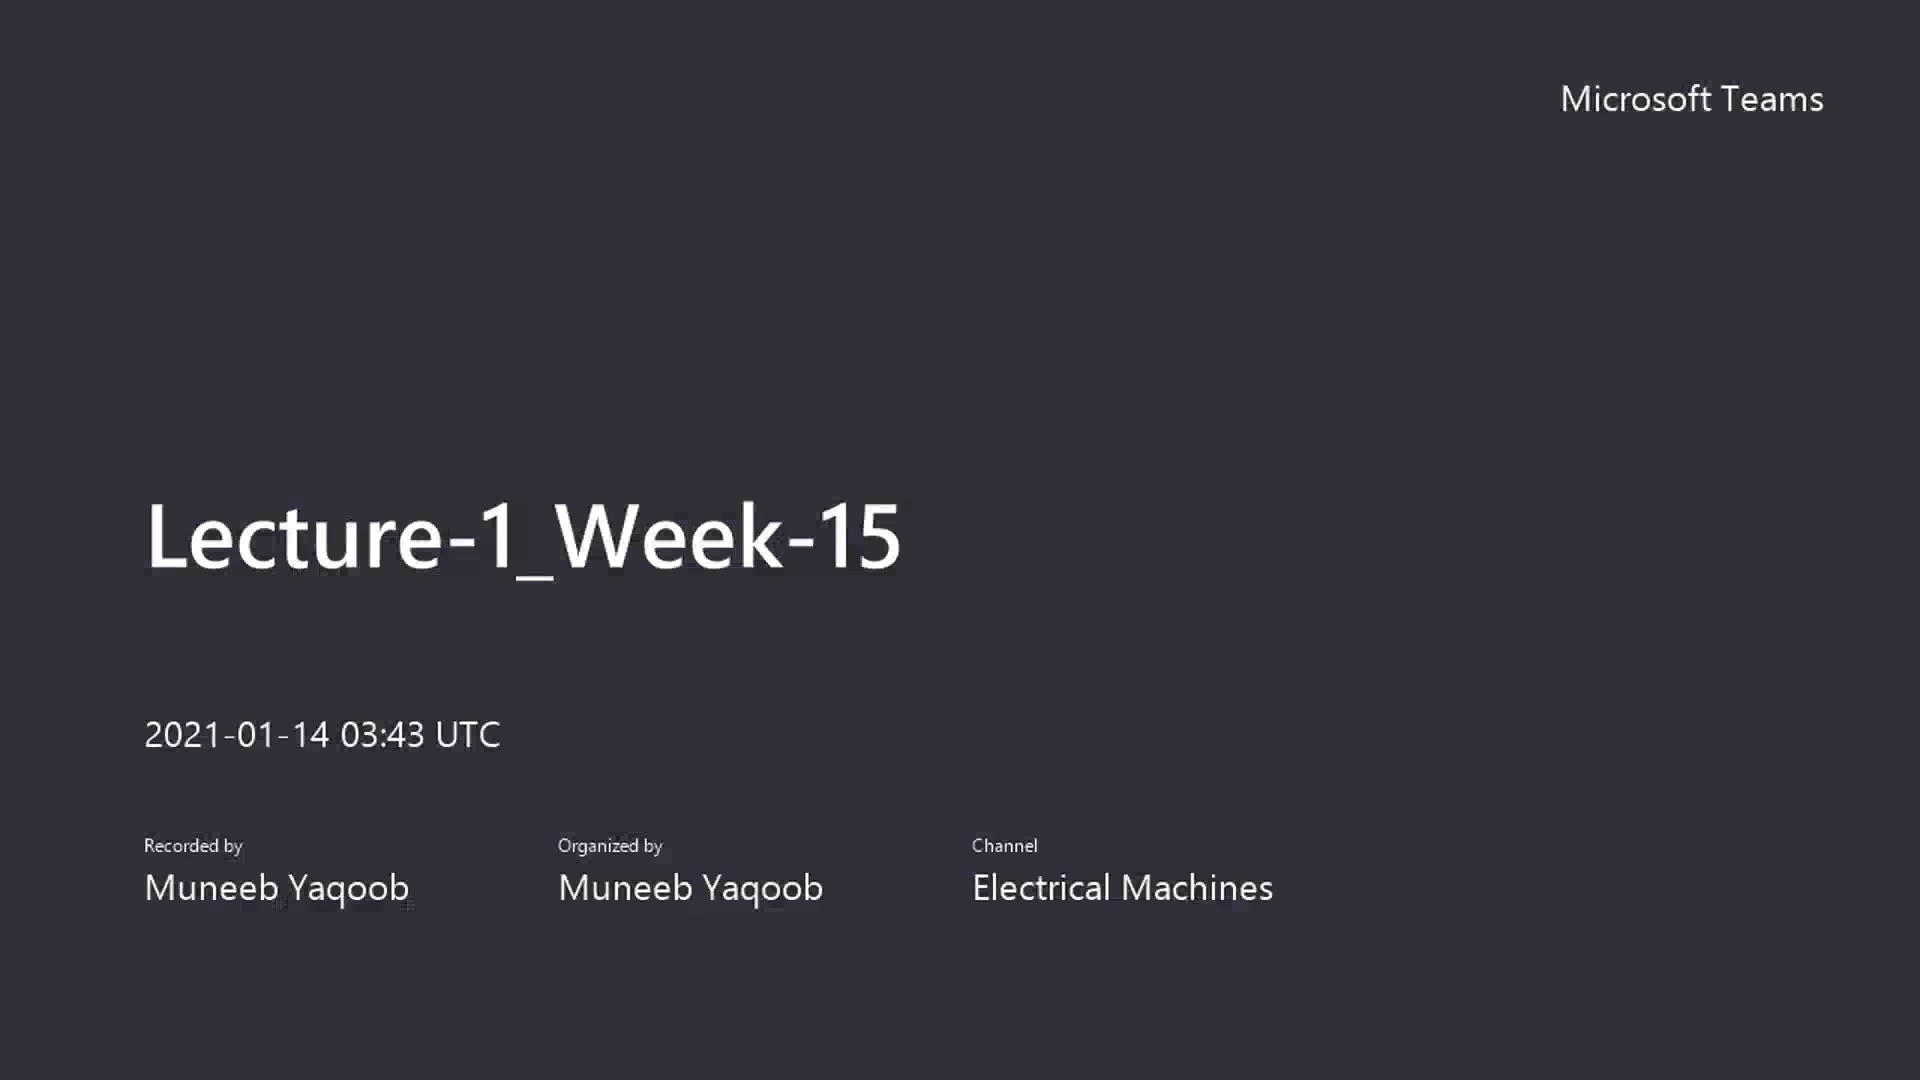 Microsoft Teams
Lecture-1_Week-15
2021-01-14 03:43 UTC
Recorded by
Muneeb Yaqoob
Organized by
Muneeb Yaqoob
Channel
Electrical Machines